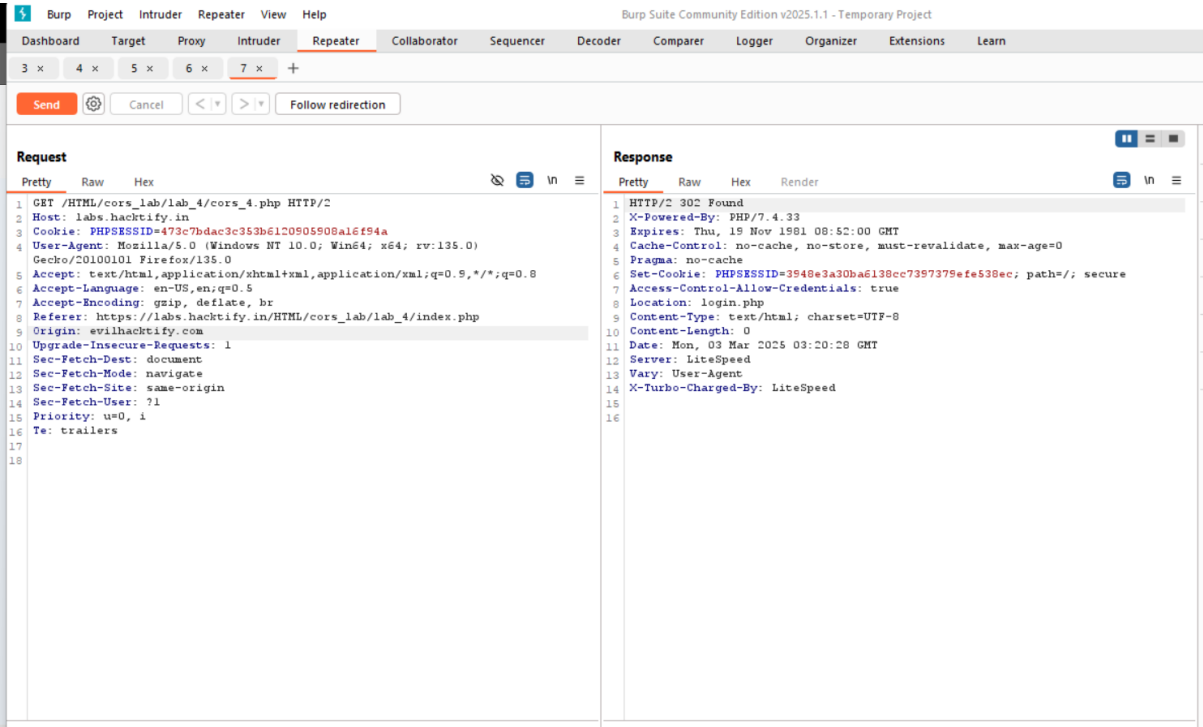 Burp Project Intruder Repeater View Help Burp Suite Community Edition v2025.1.1 - Temporary Project
Dashboard Target Proxy Intruder Repeater Collaborator Sequencer Decoder Comparer Logger Organizer Extensions Learn
3 × 4 × 5 × 6 × 7 × +
Send Cancel < > Follow redirection
Request
Pretty Raw Hex \n
1 GET /HTML/cors_lab/lab_4/cors_4.php HTTP/2
2 Host: labs.hacktify.in
3 Cookie: PHPSESSID=473c7bdac3c353b6120905908a16f94a
4 User-Agent: Mozilla/5.0 (Windows NT 10.0; Win64; x64; rv:135.0)
Gecko/20100101 Firefox/135.0
5 Accept: text/html,application/xhtml+xml,application/xml;q=0.9,*/*;q=0.8
6 Accept-Language: en-US,en;q=0.5
7 Accept-Encoding: gzip, deflate, br
8 Referer: https://labs.hacktify.in/HTML/cors_lab/lab_4/index.php
9 Origin: evilhacktify.com
10 Upgrade-Insecure-Requests: 1
11 Sec-Fetch-Dest: document
12 Sec-Fetch-Mode: navigate
13 Sec-Fetch-Site: same-origin
14 Sec-Fetch-User: ?1
15 Priority: u=0, i
16 Te: trailers
17
18
Response
Pretty Raw Hex Render \n
1 HTTP/2 302 Found
2 X-Powered-By: PHP/7.4.33
3 Expires: Thu, 19 Nov 1981 08:52:00 GMT
4 Cache-Control: no-cache, no-store, must-revalidate, max-age=0
5 Pragma: no-cache
6 Set-Cookie: PHPSESSID=3948e3a30ba6138cc7397379efe538ec; path=/; secure
7 Access-Control-Allow-Credentials: true
8 Location: login.php
9 Content-Type: text/html; charset=UTF-8
10 Content-Length: 0
11 Date: Mon, 03 Mar 2025 03:20:28 GMT
12 Server: LiteSpeed
13 Vary: User-Agent
14 X-Turbo-Charged-By: LiteSpeed
15
16